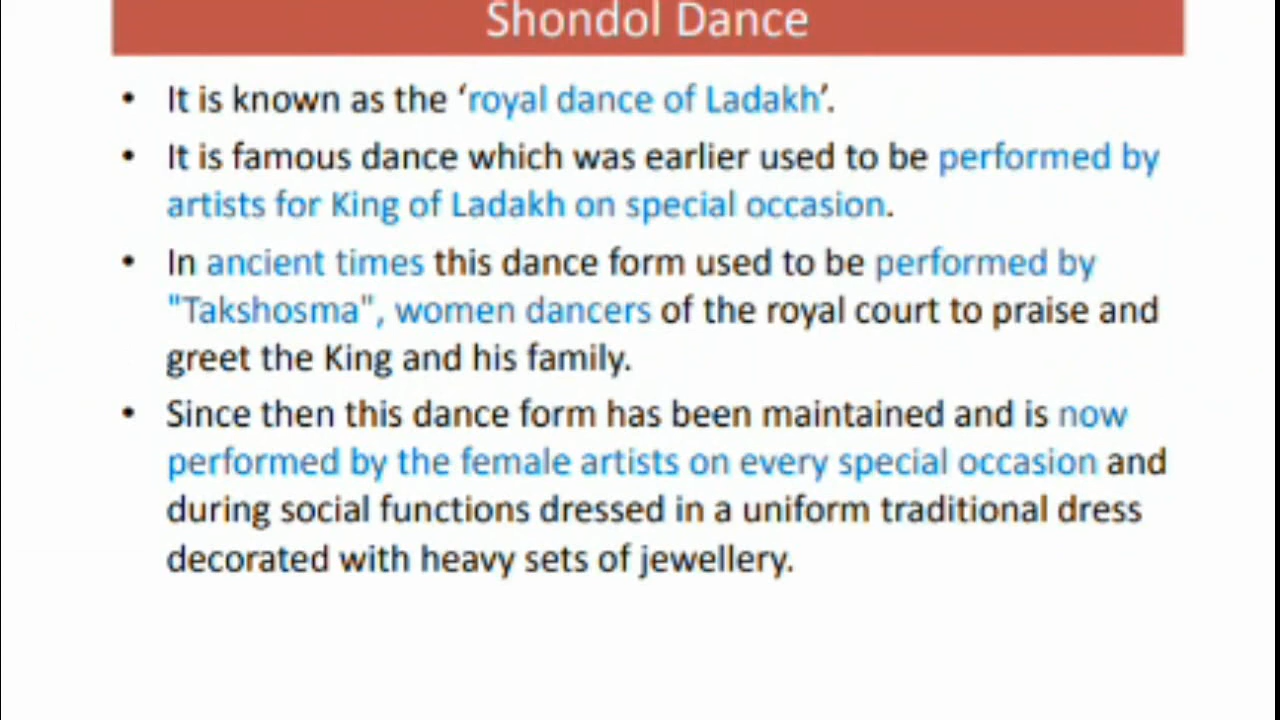 Shondol Dance
• It is known as the ‘royal dance of Ladakh’.
• It is famous dance which was earlier used to be performed by
artists for King of Ladakh on special occasion.
• In ancient times this dance form used to be performed by
"Takshosma", women dancers of the royal court to praise and
greet the King and his family.
• Since then this dance form has been maintained and is now
performed by the female artists on every special occasion and
during social functions dressed in a uniform traditional dress
decorated with heavy sets of jewellery.